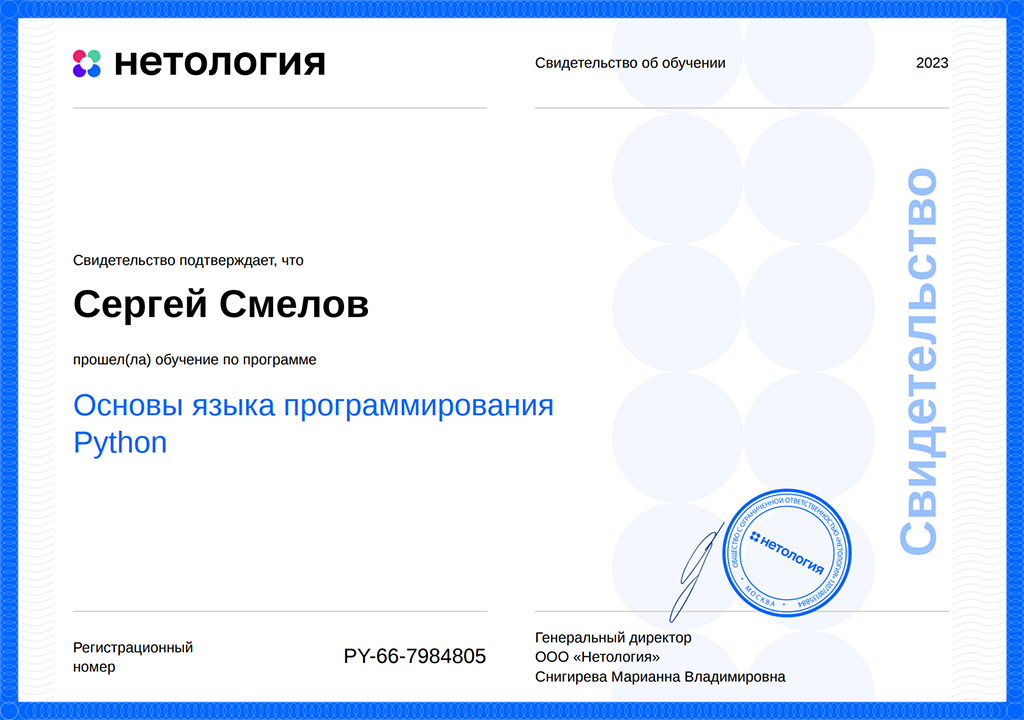 нетология
Свидетельство об обучении
2023
Свидетельство подтверждает, что
Сергей Смелов
прошел(ла) обучение по программе
Основы языка программирования
Python
Свидетельство
ОБЩЕСТВО С ОГРАНИЧЕННОЙ ОТВЕТСТВЕННОСТЬЮ «НЕТОЛОГИЯ»
нетология
* МОСКВА *
Регистрационный
номер
PY-66-7984805
Генеральный директор
ООО «Нетология»
Снигирева Марианна Владимировна